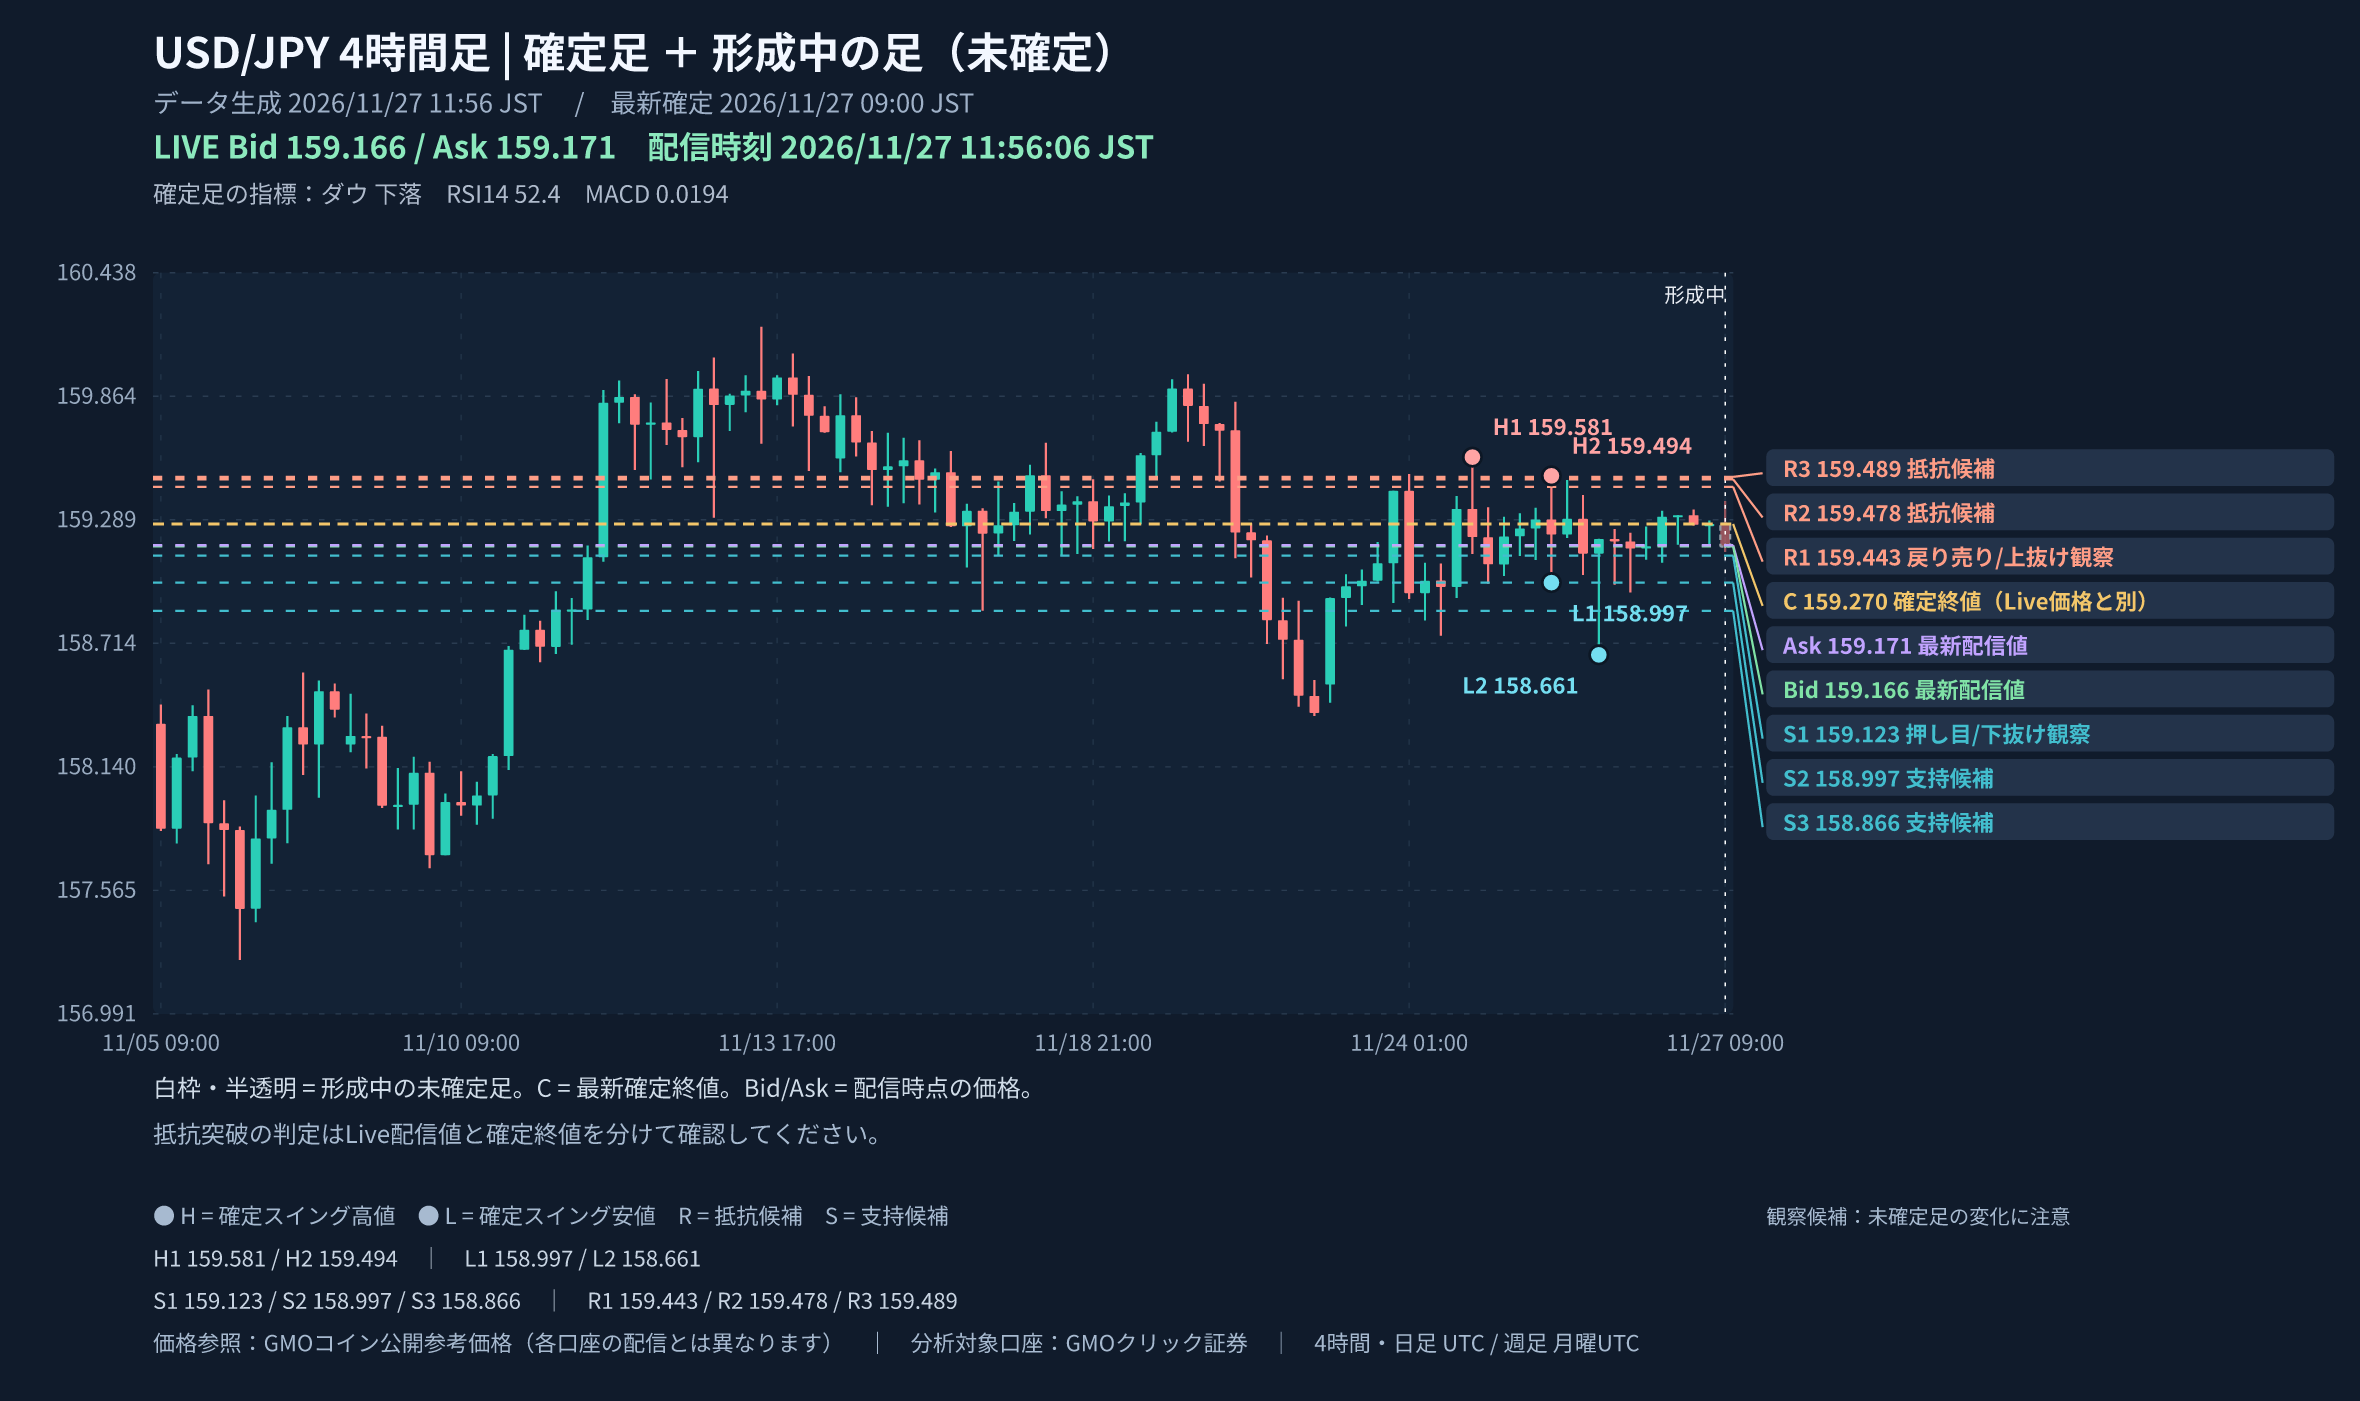 USD/JPY 4時間足 | 確定足 ＋ 形成中の足（未確定）
データ生成 2026/11/27 11:56 JST / 最新確定 2026/11/27 09:00 JST
LIVE Bid 159.166 / Ask 159.171 配信時刻 2026/11/27 11:56:06 JST
確定足の指標：ダウ 下落 RSI14 52.4 MACD 0.0194
160.438
159.864
159.289
158.714
158.140
157.565
156.991
形成中
H1 159.581
H2 159.494
L1 158.997
L2 158.661
R3 159.489 抵抗候補
R2 159.478 抵抗候補
R1 159.443 戻り売り/上抜け観察
C 159.270 確定終値（Live価格と別）
Ask 159.171 最新配信値
Bid 159.166 最新配信値
S1 159.123 押し目/下抜け観察
S2 158.997 支持候補
S3 158.866 支持候補
11/05 09:00 11/10 09:00 11/13 17:00 11/18 21:00 11/24 01:00 11/27 09:00
白枠・半透明 = 形成中の未確定足。C = 最新確定終値。Bid/Ask = 配信時点の価格。
抵抗突破の判定はLive配信値と確定終値を分けて確認してください。
● H = 確定スイング高値 ● L = 確定スイング安値 R = 抵抗候補 S = 支持候補
観察候補：未確定足の変化に注意
H1 159.581 / H2 159.494 ｜ L1 158.997 / L2 158.661
S1 159.123 / S2 158.997 / S3 158.866 ｜ R1 159.443 / R2 159.478 / R3 159.489
価格参照：GMOコイン公開参考価格（各口座の配信とは異なります） ｜ 分析対象口座：GMOクリック証券 ｜ 4時間・日足 UTC / 週足 月曜UTC